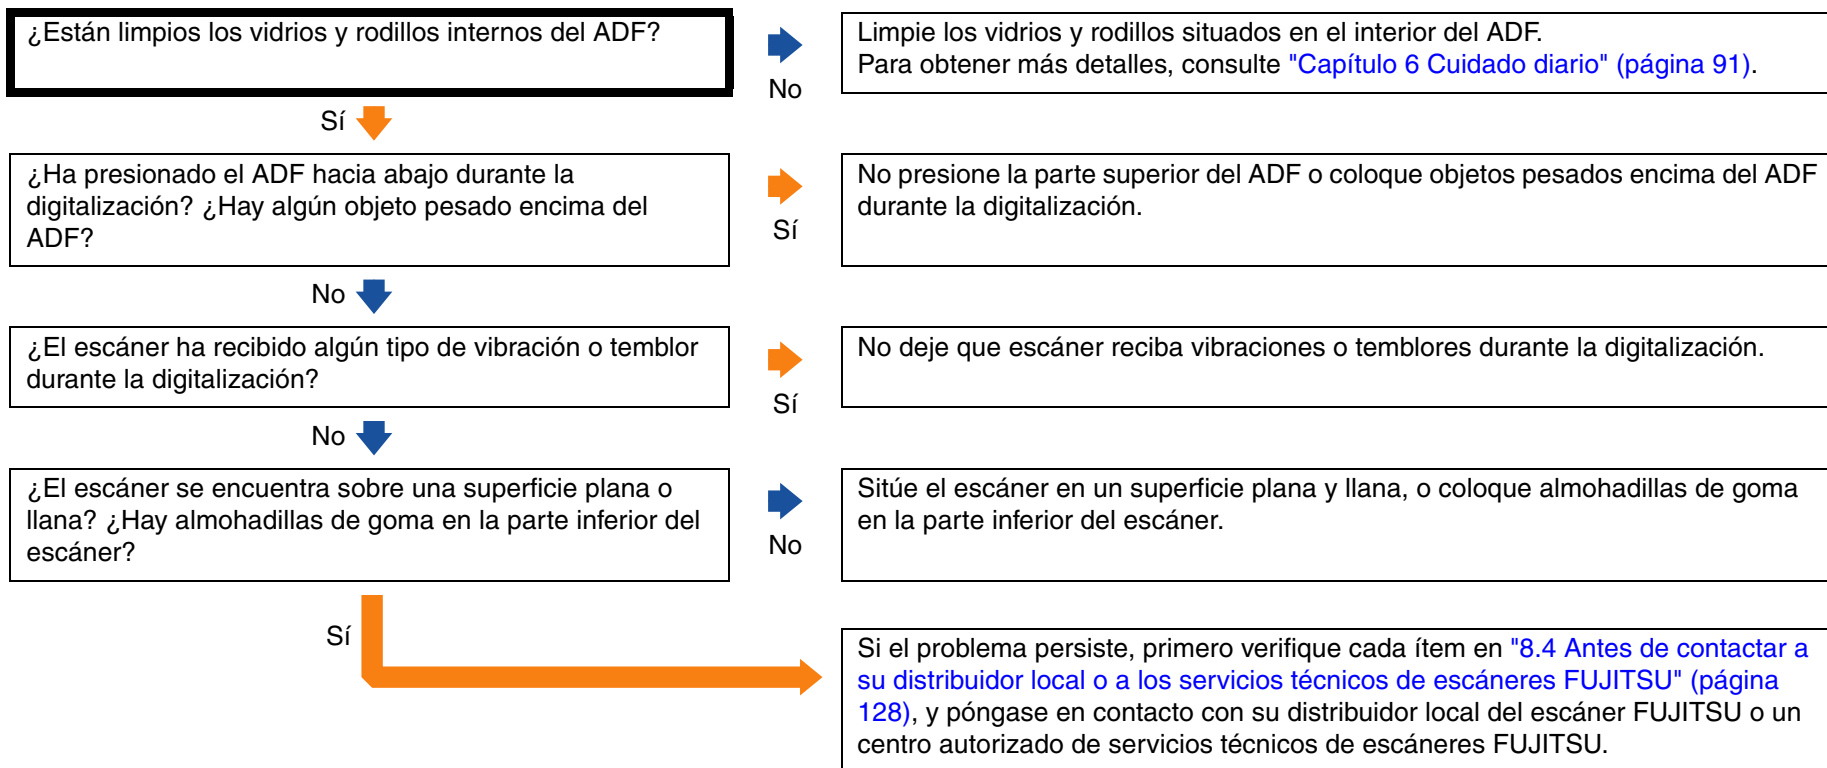 ¿Están limpios los vidrios y rodillos internos del ADF?
No
Limpie los vidrios y rodillos situados en el interior del ADF.
Para obtener más detalles, consulte "Capítulo 6 Cuidado diario" (página 91).
Sí
¿Ha presionado el ADF hacia abajo durante la
digitalización? ¿Hay algún objeto pesado encima del
ADF?
Sí
No presione la parte superior del ADF o coloque objetos pesados encima del ADF
durante la digitalización.
No
¿El escáner ha recibido algún tipo de vibración o temblor
durante la digitalización?
Sí
No deje que escáner reciba vibraciones o temblores durante la digitalización.
No
¿El escáner se encuentra sobre una superficie plana o
llana? ¿Hay almohadillas de goma en la parte inferior del
escáner?
No
Sitúe el escáner en un superficie plana y llana, o coloque almohadillas de goma
en la parte inferior del escáner.
Sí
Si el problema persiste, primero verifique cada ítem en "8.4 Antes de contactar a
su distribuidor local o a los servicios técnicos de escáneres FUJITSU" (página
128), y póngase en contacto con su distribuidor local del escáner FUJITSU o un
centro autorizado de servicios técnicos de escáneres FUJITSU.